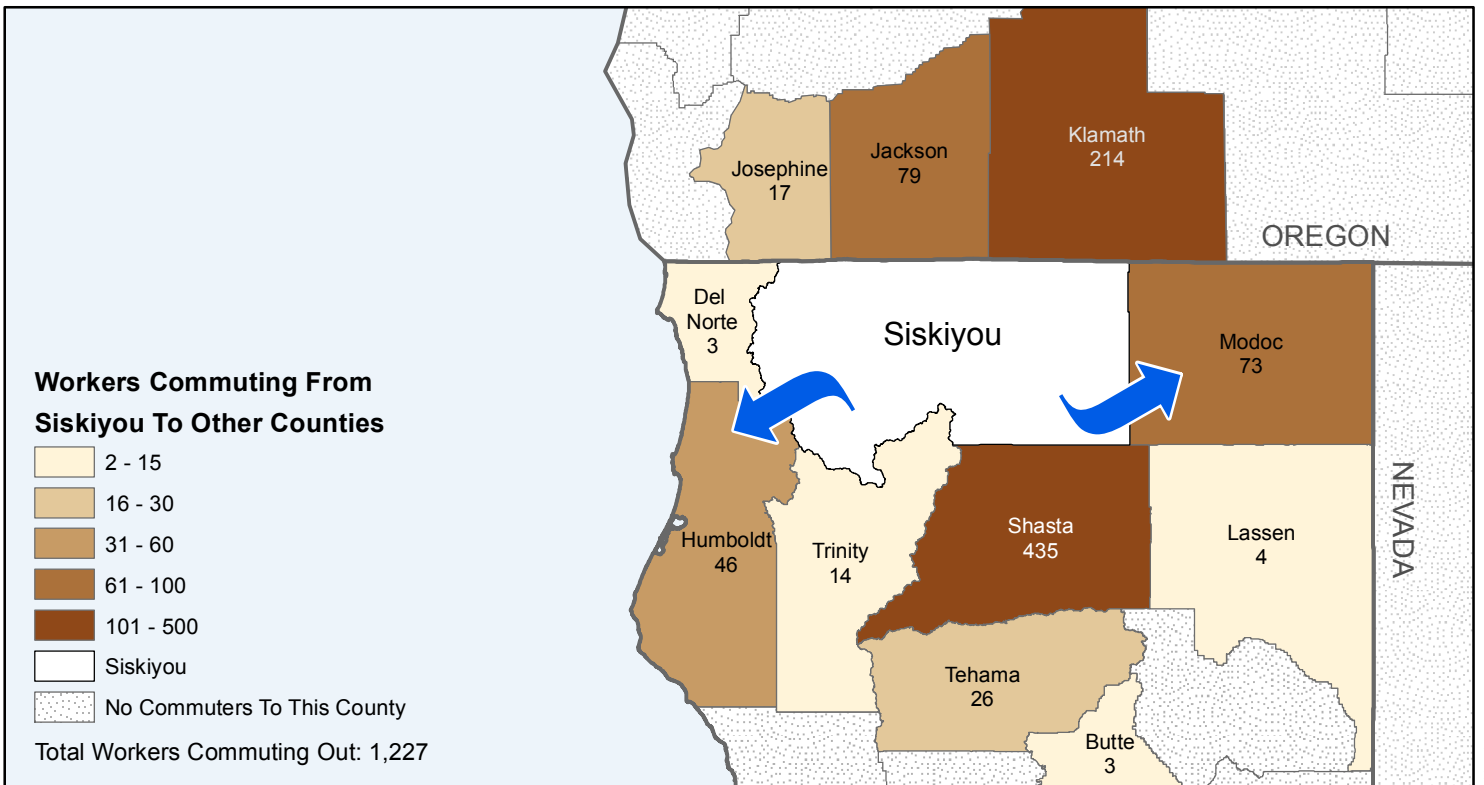 Klamath
214
Jackson
79
Josephine
17
OREGON
Del
Norte
3
Siskiyou
Modoc
73
Workers Commuting From
Siskiyou To Other Counties
2 - 15
16 - 30
31 - 60
61 - 100
101 - 500
Siskiyou
No Commuters To This County
Total Workers Commuting Out: 1,227
Humboldt
46
Trinity
14
Shasta
435
Lassen
4
NEVADA
Tehama
26
Butte
3